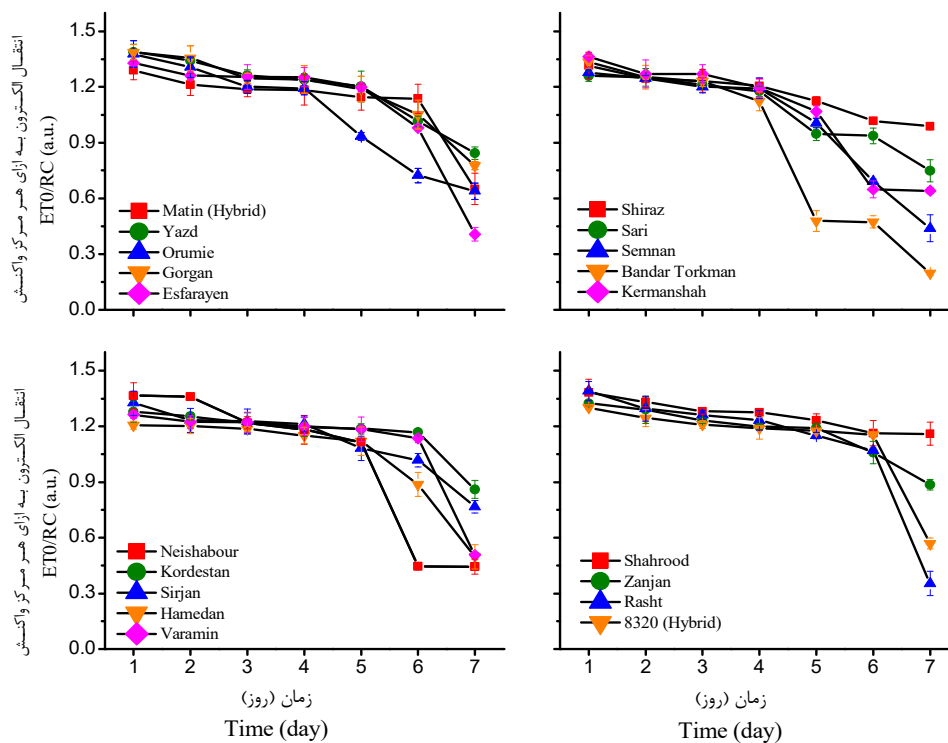 انتقال الکترون به ازای هر مرکز واکنش
ET0/RC (a.u.)
1.5
1.2
0.9
0.6
0.3
0.0
Matin (Hybrid)
Yazd
Orumie
Gorgan
Esfarayen
Shiraz
Sari
Semnan
Bandar Torkman
Kermanshah
انتقال الکترون به ازای هر مرکز واکنش
ET0/RC (a.u.)
1.5
1.2
0.9
0.6
0.3
0.0
Neishabour
Kordestan
Sirjan
Hamedan
Varamin
1 2 3 4 5 6 7
زمان (روز)
Time (day)
Shahrood
Zanjan
Rasht
8320 (Hybrid)
1 2 3 4 5 6 7
زمان (روز)
Time (day)